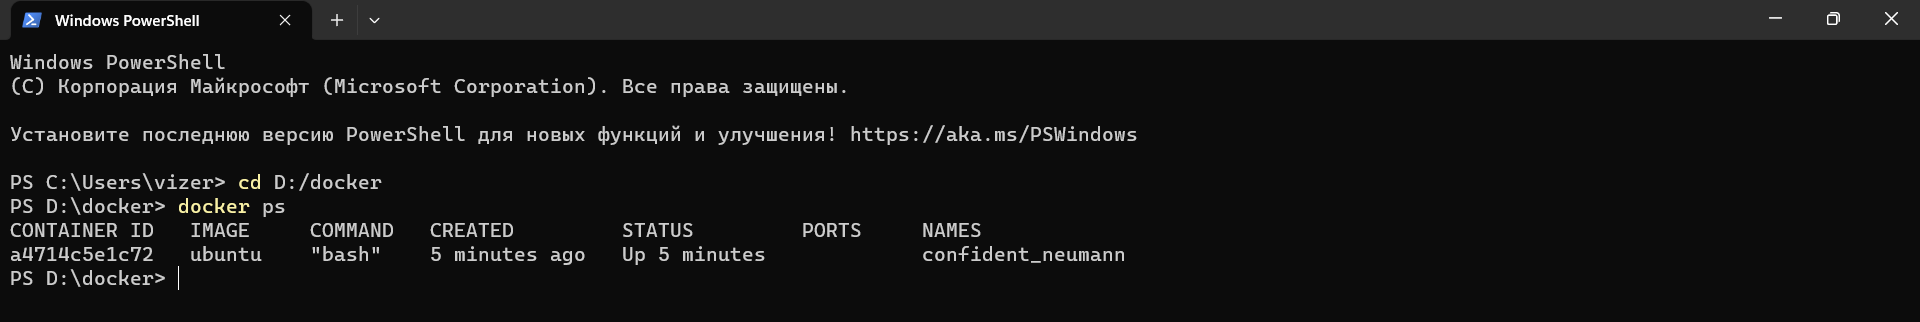 Windows PowerShell
Windows PowerShell
(C) Корпорация Майкрософт (Microsoft Corporation). Все права защищены.
Установите последнюю версию PowerShell для новых функций и улучшения! https://aka.ms/PSWindows
PS C:\Users\vizer> cd D:/docker
PS D:\docker> docker ps
CONTAINER ID   IMAGE     COMMAND   CREATED         STATUS         PORTS     NAMES
a4714c5e1c72   ubuntu    "bash"    5 minutes ago   Up 5 minutes             confident_neumann
PS D:\docker>